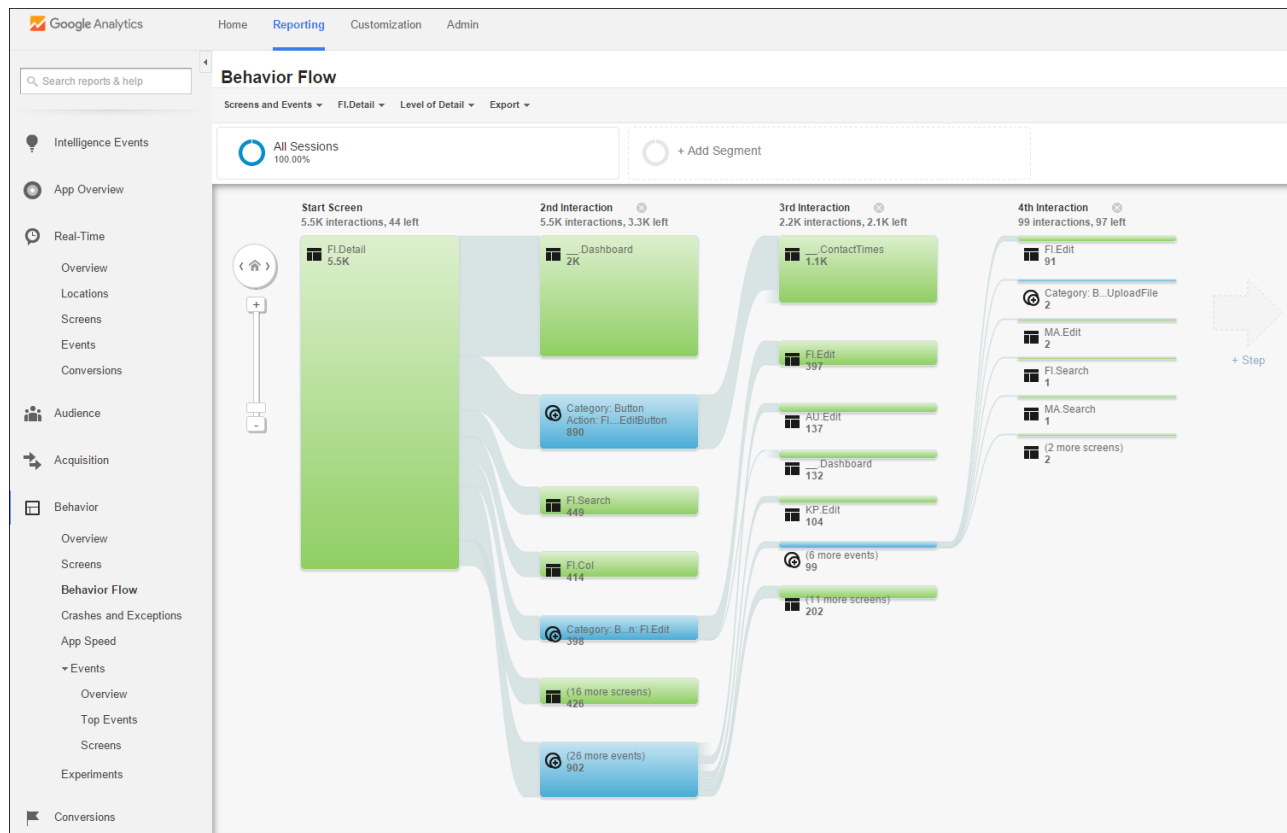 Google Analytics
Home Reporting Customization Admin
Search reports & help
Intelligence Events
App Overview
Real-Time
Overview
Locations
Screens
Events
Conversions
Audience
Acquisition
Behavior
Overview
Screens
Behavior Flow
Crashes and Exceptions
App Speed
Events
Overview
Top Events
Screens
Experiments
Conversions
Behavior Flow
Screens and Events FI.Detail Level of Detail Export
All Sessions
100.00%
+ Add Segment
Start Screen
5.5K interactions, 44 left
FI.Detail
5.5K
+
-
2nd Interaction
5.5K interactions, 3.3K left
__Dashboard
2K
Category: Button
Action: FI....EditButton
890
FI.Search
449
FI.Col
414
Category: B...n: FI.Edit
398
(16 more screens)
426
(26 more events)
902
3rd Interaction
2.2K interactions, 2.1K left
__ContactTimes
1.1K
FI.Edit
397
AU.Edit
137
__Dashboard
132
KP.Edit
104
(6 more events)
99
(11 more screens)
202
4th Interaction
99 interactions, 97 left
FI.Edit
91
Category: B...UploadFile
2
MA.Edit
2
FI.Search
1
MA.Search
1
(2 more screens)
2
+ Step